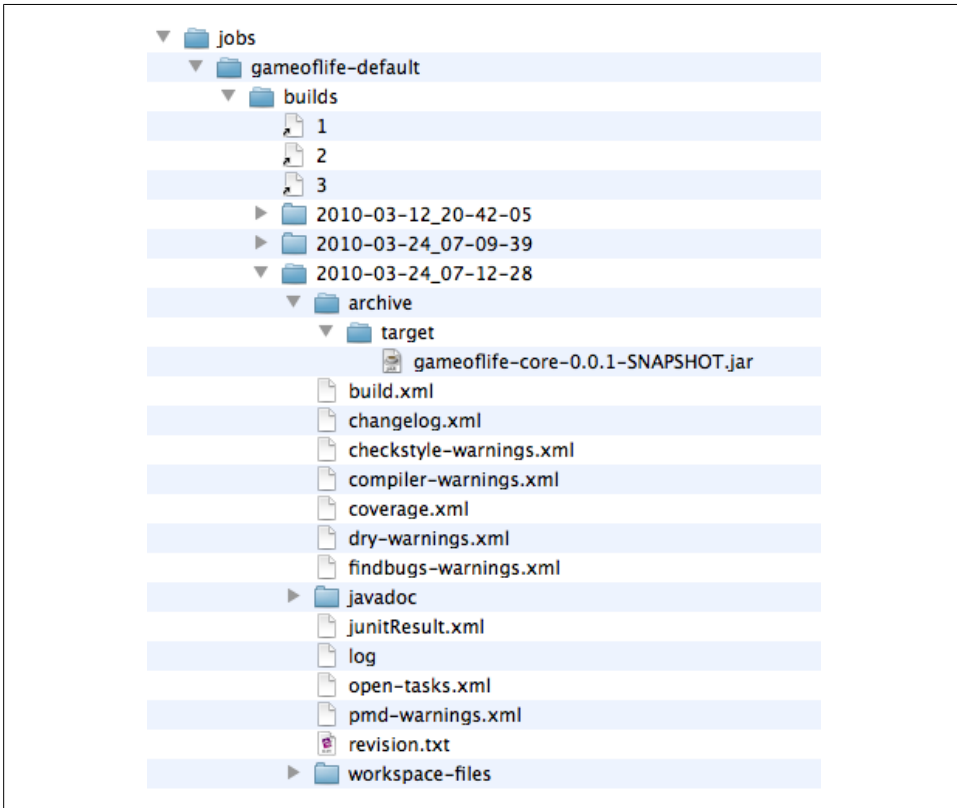 jobs
gameoflife-default
builds
1
2
3
2010-03-12_20-42-05
2010-03-24_07-09-39
2010-03-24_07-12-28
archive
target
gameoflife-core-0.0.1-SNAPSHOT.jar
build.xml
changelog.xml
checkstyle-warnings.xml
compiler-warnings.xml
coverage.xml
dry-warnings.xml
findbugs-warnings.xml
javadoc
junitResult.xml
log
open-tasks.xml
pmd-warnings.xml
revision.txt
workspace-files